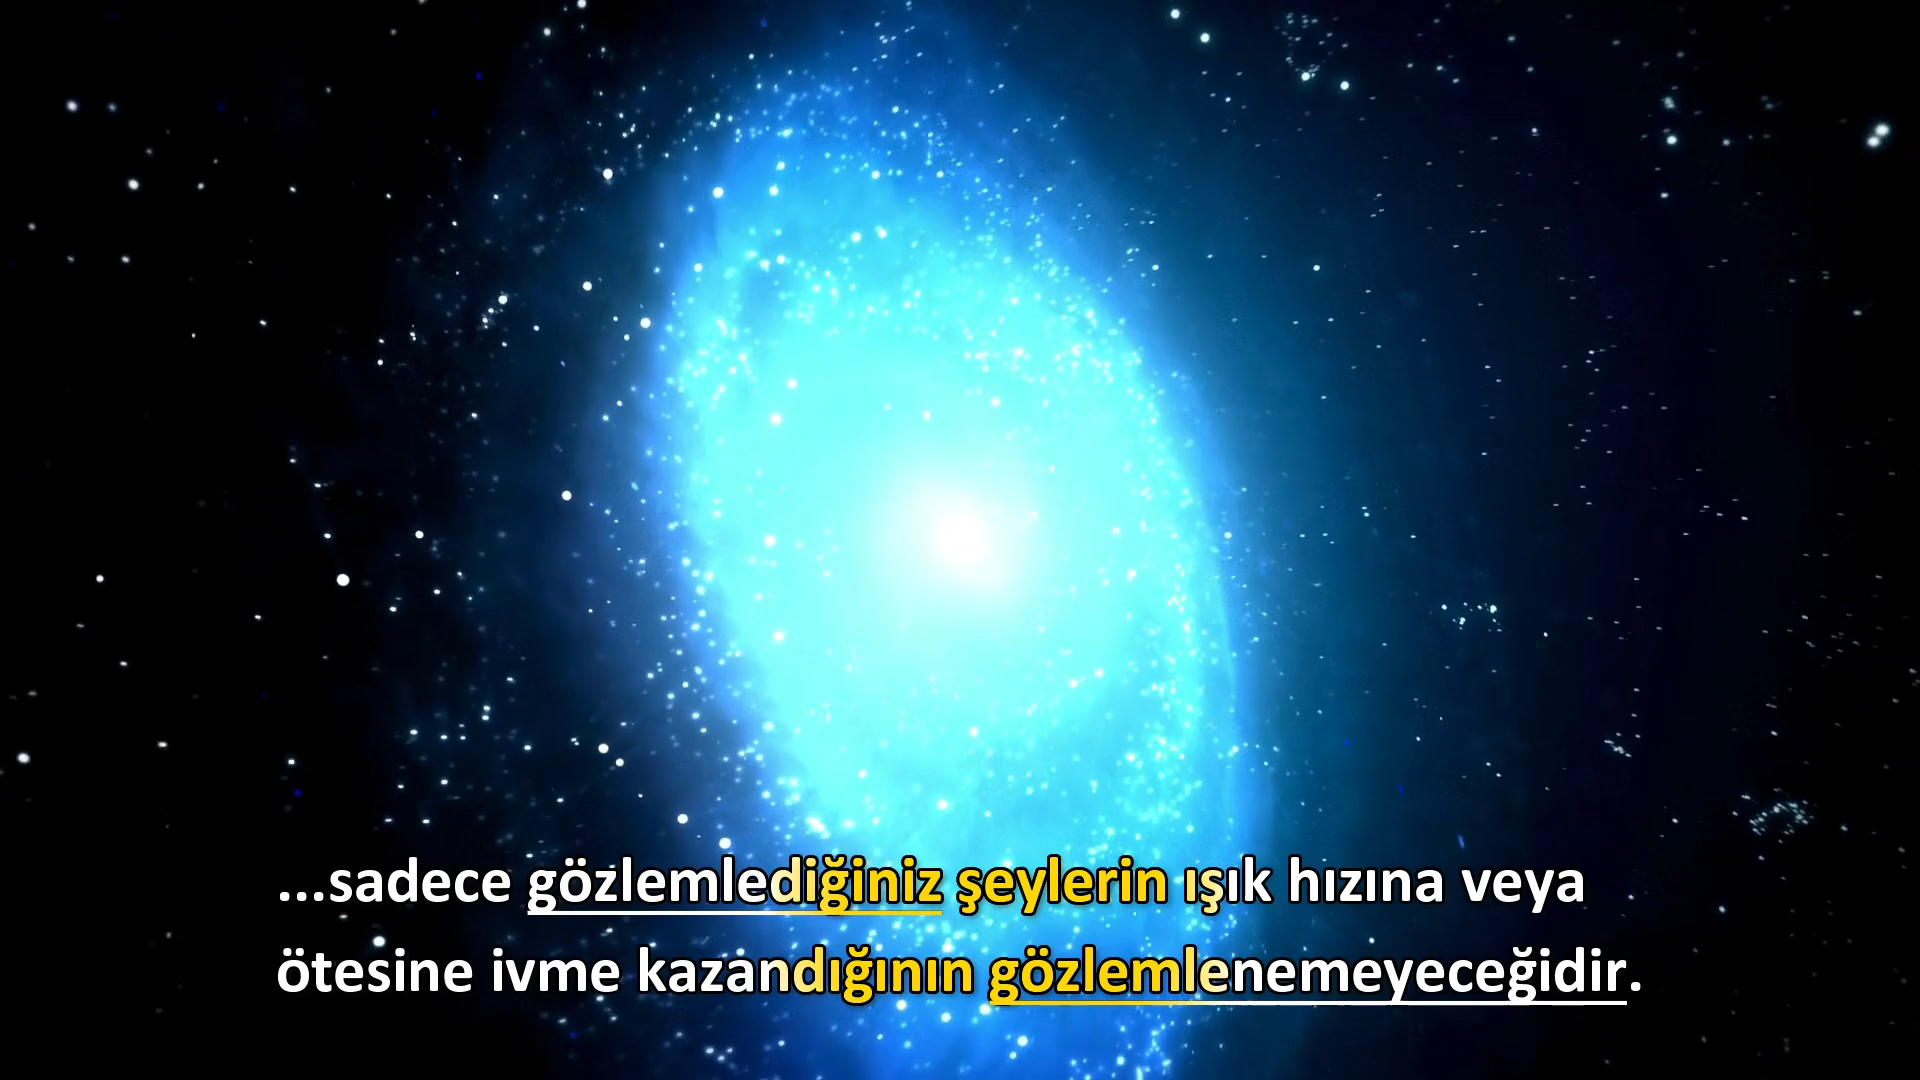 ...sadece gözlemlediğiniz şeylerin ışık hızına veya
ötesine ivme kazandığının gözlemlenemeyeceğidir.